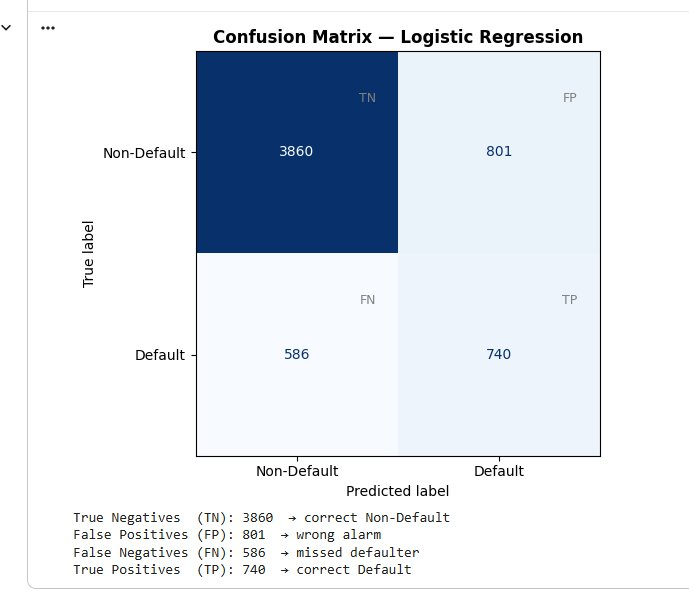 Confusion Matrix — Logistic Regression
TN
FP
Non-Default
3860
801
True label
FN
TP
Default
586
740
Non-Default
Default
Predicted label
True Negatives  (TN): 3860  → correct Non-Default
False Positives (FP): 801  → wrong alarm
False Negatives (FN): 586  → missed defaulter
True Positives  (TP): 740  → correct Default